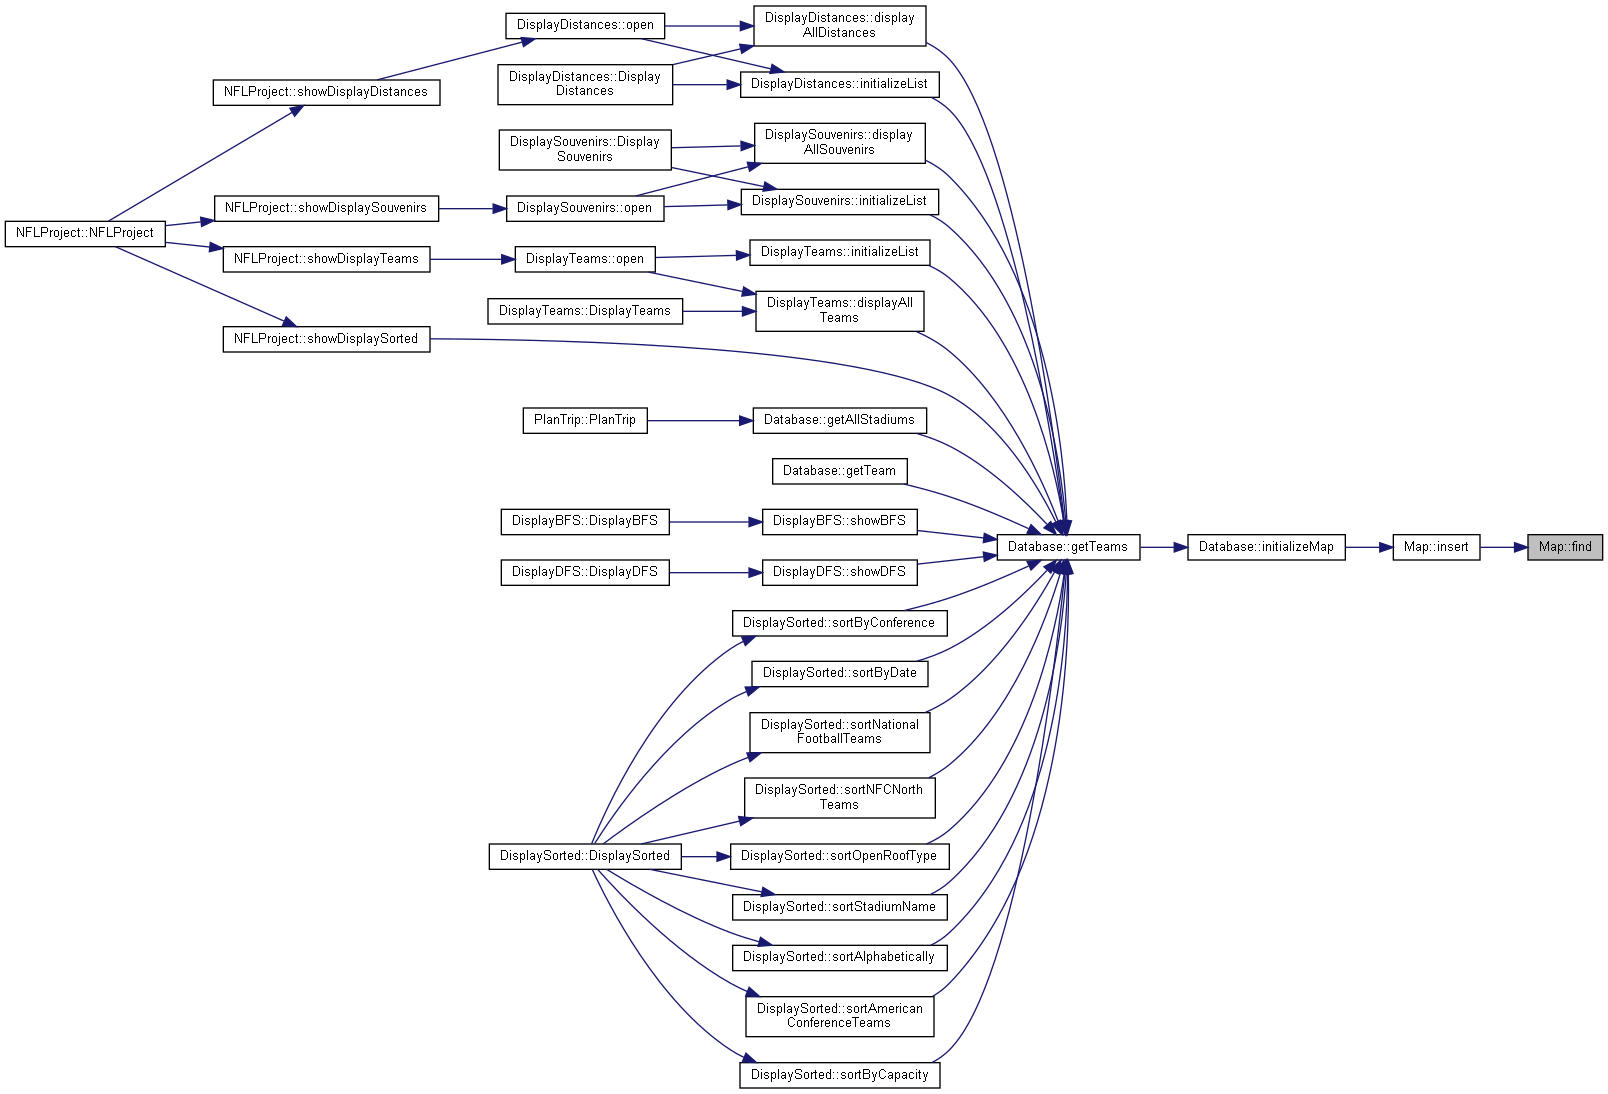 DisplayDistances::open
DisplayDistances::display
AllDistances
DisplayDistances::Display
Distances
DisplayDistances::initializeList
NFLProject::showDisplayDistances
DisplaySouvenirs::Display
Souvenirs
DisplaySouvenirs::display
AllSouvenirs
NFLProject::showDisplaySouvenirs
DisplaySouvenirs::open
DisplaySouvenirs::initializeList
NFLProject::NFLProject
NFLProject::showDisplayTeams
DisplayTeams::open
DisplayTeams::initializeList
DisplayTeams::DisplayTeams
DisplayTeams::displayAll
Teams
NFLProject::showDisplaySorted
PlanTrip::PlanTrip
Database::getAllStadiums
Database::getTeam
DisplayBFS::DisplayBFS
DisplayBFS::showBFS
Database::getTeams
Database::initializeMap
Map::insert
Map::find
DisplayDFS::DisplayDFS
DisplayDFS::showDFS
DisplaySorted::sortByConference
DisplaySorted::sortByDate
DisplaySorted::sortNational
FootballTeams
DisplaySorted::sortNFCNorth
Teams
DisplaySorted::DisplaySorted
DisplaySorted::sortOpenRoofType
DisplaySorted::sortStadiumName
DisplaySorted::sortAlphabetically
DisplaySorted::sortAmerican
ConferenceTeams
DisplaySorted::sortByCapacity